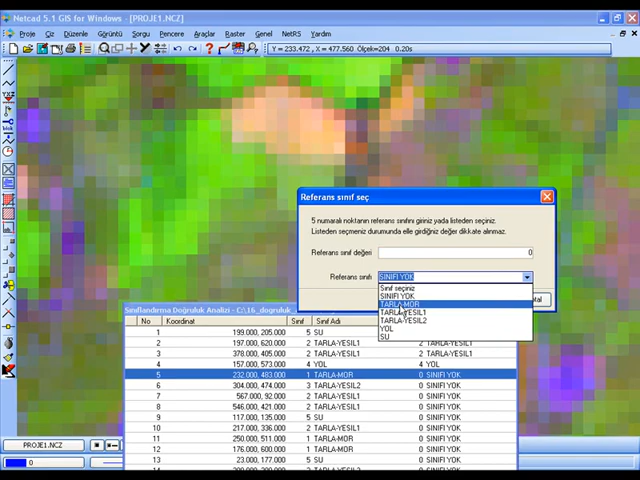 Netcad 5.1 GIS for Windows - [PROJE1.NCZ]
Proje Çiz Düzenle Görüntü Sorgu Pencere Araçlar Raster Genel NetRS Yardım
Y = 233.472, X = 477.560 Ölçek=204 0.20s
Referans sınıf seç
5 numaralı noktanın referans sınıfını giriniz yada listeden seçiniz.
Listeden seçmeniz durumunda elle girdiğiniz değer dikkate alınmaz.
Referans sınıf değeri 0
Referans sınıfı SINIFI YOK
Sınıf seçiniz
SINIFI YOK
TARLA-MOR
TARLA-YESIL1
TARLA-YESIL2
YOL
SU
Sınıflandırma Doğruluk Analizi - C:\16_dogruluk_
No Koordinat Sınıf Sınıf Adı
1 199.000, 205.000 5 SU
2 197.000, 602.000 2 TARLA-YESIL1 2 TARLA-YESIL1
3 378.000, 405.000 2 TARLA-YESIL1 2 TARLA-YESIL1
4 157.000, 573.000 4 YOL 4 YOL
5 232.000, 483.000 1 TARLA-MOR 0 SINIFI YOK
6 304.000, 474.000 3 TARLA-YESIL2 0 SINIFI YOK
7 567.000, 92.000 2 TARLA-YESIL1 0 SINIFI YOK
8 546.000, 421.000 2 TARLA-YESIL1 0 SINIFI YOK
9 112.000, 440.000 5 SU 0 SINIFI YOK
10 217.000, 336.000 2 TARLA-YESIL1 0 SINIFI YOK
11 250.000, 511.000 1 TARLA-MOR 0 SINIFI YOK
12 440.000, 300.000 1 TARLA-MOR 0 SINIFI YOK
13 23.000, 177.000 5 SU 0 SINIFI YOK
PROJE1.NCZ
0